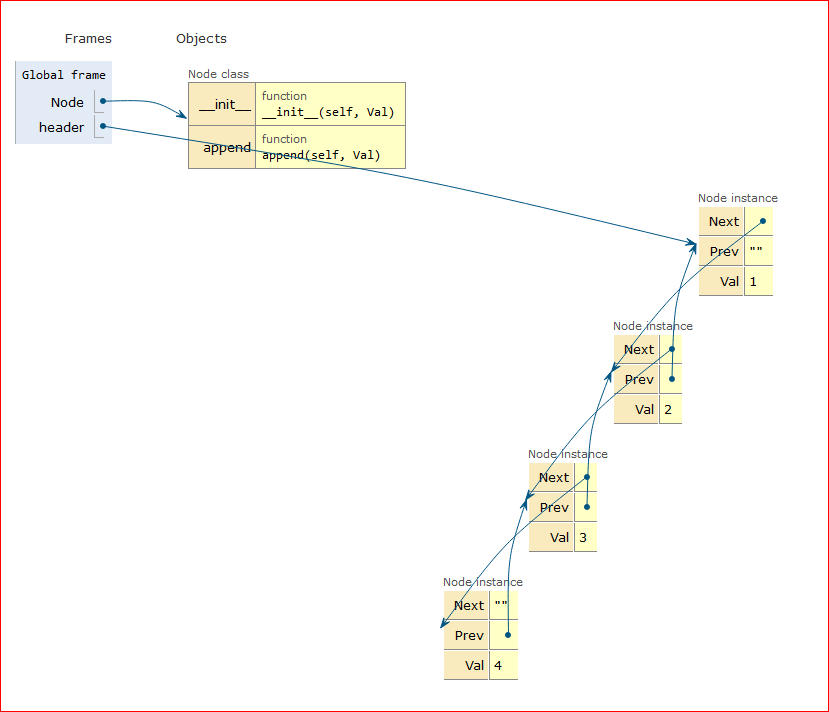 Frames
Objects
Global frame
Node
header
Node class
__init__
function
__init__(self, Val)
append
function
append(self, Val)
Node instance
Next
Prev ""
Val 1
Node instance
Next
Prev
Val 2
Node instance
Next
Prev
Val 3
Node instance
Next ""
Prev
Val 4